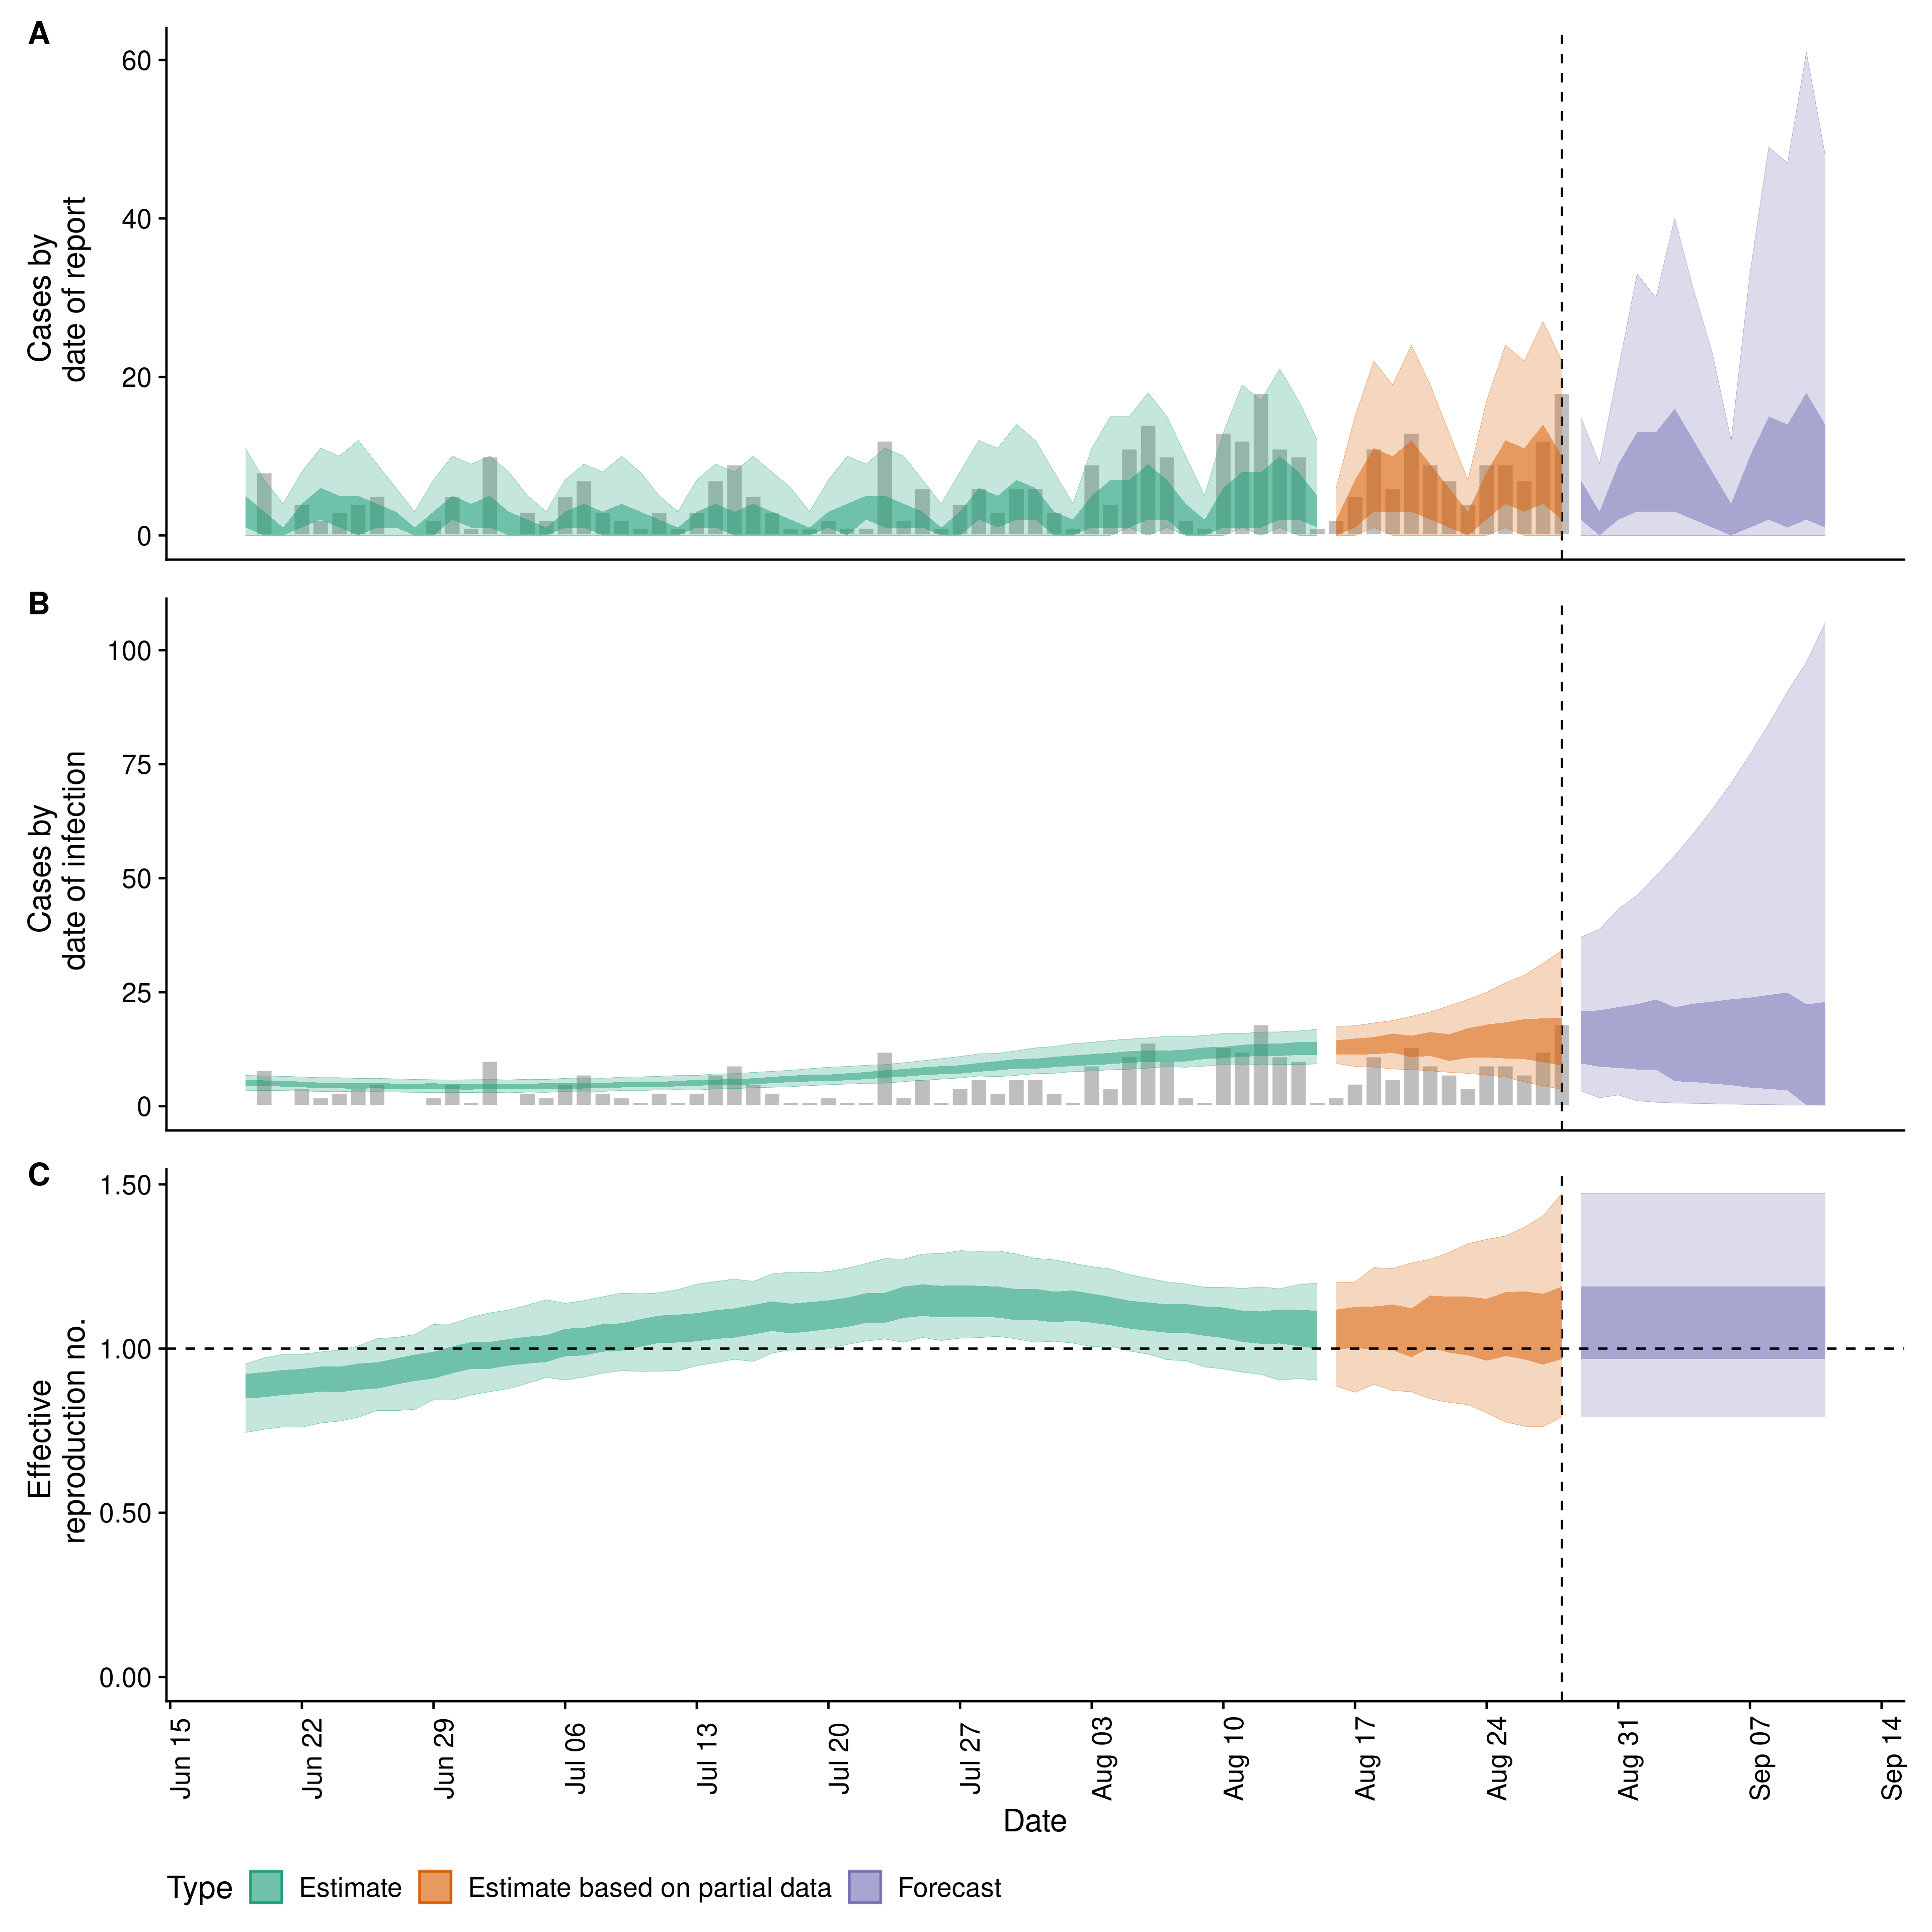 A
60
40
20
0
Cases by
date of report
B
100
75
50
25
0
Cases by
date of infection
C
1.50
1.00
0.50
0.00
Effective
reproduction no.
Jun 15
Jun 22
Jun 29
Jul 06
Jul 13
Jul 20
Jul 27
Aug 03
Aug 10
Aug 17
Aug 24
Aug 31
Sep 07
Sep 14
Date
Type Estimate Estimate based on partial data Forecast